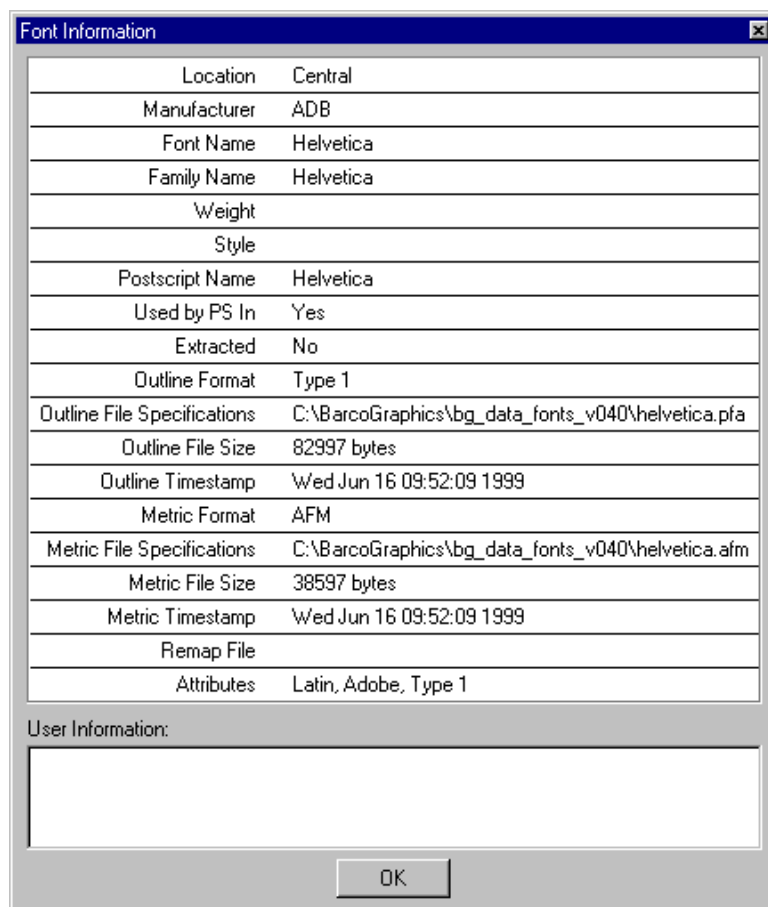 Font Information
Location Central
Manufacturer ADB
Font Name Helvetica
Family Name Helvetica
Weight
Style
Postscript Name Helvetica
Used by PS In Yes
Extracted No
Outline Format Type 1
Outline File Specifications C:\BarcoGraphics\bg_data_fonts_v040\helvetica.pfa
Outline File Size 82997 bytes
Outline Timestamp Wed Jun 16 09:52:09 1999
Metric Format AFM
Metric File Specifications C:\BarcoGraphics\bg_data_fonts_v040\helvetica.afm
Metric File Size 38597 bytes
Metric Timestamp Wed Jun 16 09:52:09 1999
Remap File
Attributes Latin, Adobe, Type 1
User Information:
OK